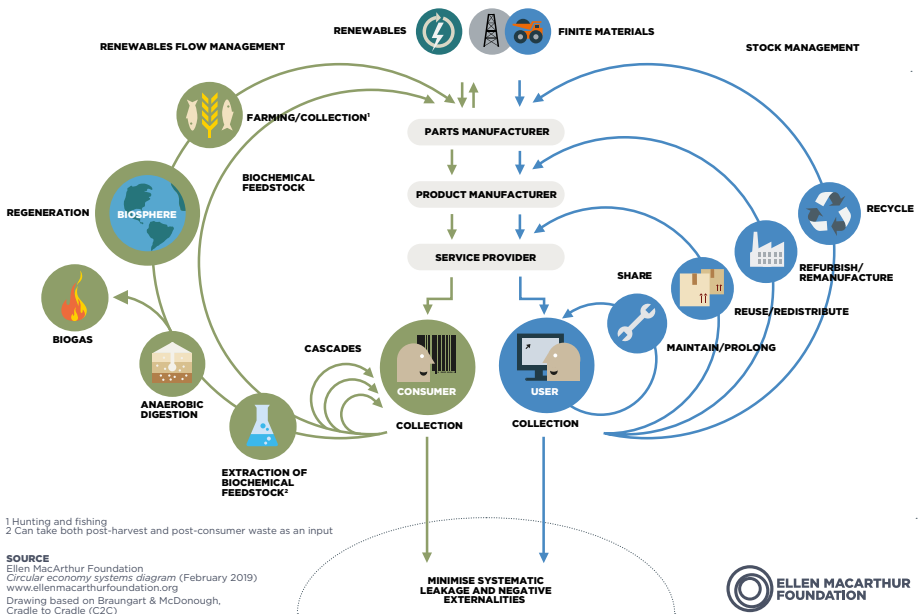 RENEWABLES
FINITE MATERIALS
RENEWABLES FLOW MANAGEMENT
STOCK MANAGEMENT
FARMING/COLLECTION¹
PARTS MANUFACTURER
BIOCHEMICAL
FEEDSTOCK
PRODUCT MANUFACTURER
REGENERATION
BIOSPHERE
RECYCLE
SERVICE PROVIDER
SHARE
REFURBISH/
REMANUFACTURE
REUSE/REDISTRIBUTE
BIOGAS
CASCADES
MAINTAIN/PROLONG
CONSUMER
USER
ANAEROBIC
DIGESTION
COLLECTION
COLLECTION
EXTRACTION OF
BIOCHEMICAL
FEEDSTOCK²
1 Hunting and fishing
2 Can take both post-harvest and post-consumer waste as an input
SOURCE
Ellen MacArthur Foundation
Circular economy systems diagram (February 2019)
www.ellenmacarthurfoundation.org
Drawing based on Braungart & McDonough,
Cradle to Cradle (C2C)
MINIMISE SYSTEMATIC
LEAKAGE AND NEGATIVE
EXTERNALITIES
ELLEN MACARTHUR
FOUNDATION